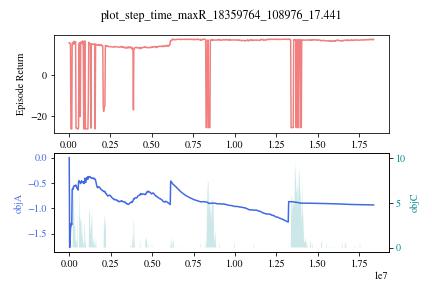 plot_step_time_maxR_18359764_108976_17.441
Episode Return
0
−20
0.00 0.25 0.50 0.75 1.00 1.25 1.50 1.75
objA
0.0
−0.5
−1.0
−1.5
10
5
0
objC
0.00 0.25 0.50 0.75 1.00 1.25 1.50 1.75
1e7